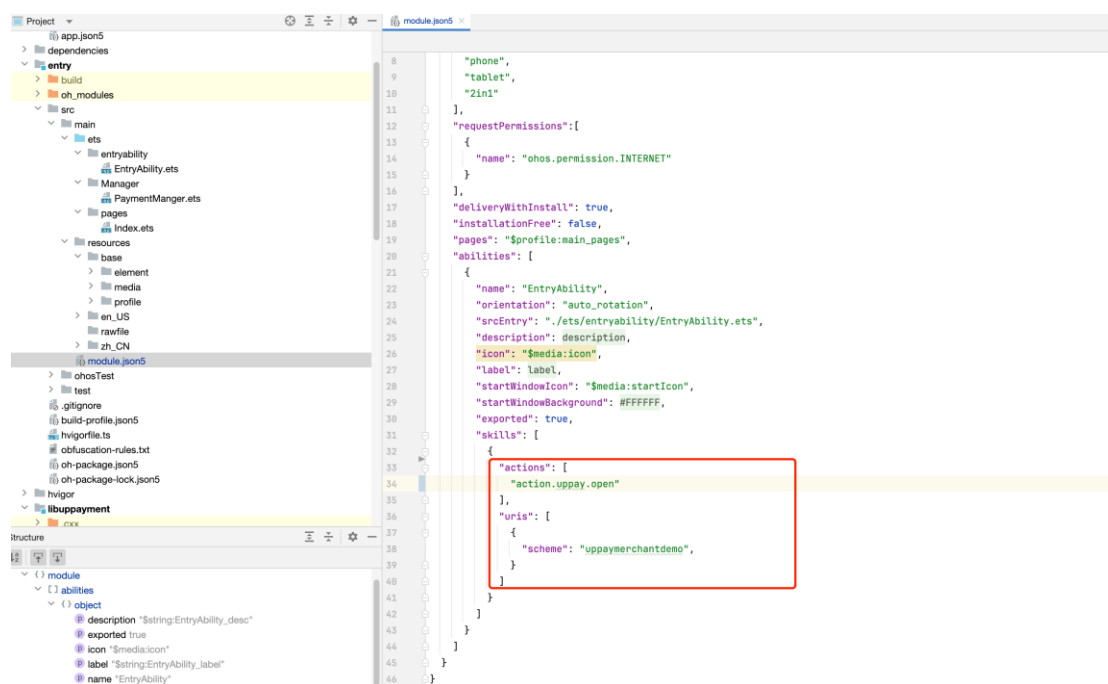 Project
app.json5
dependencies
entry
build
oh_modules
src
main
ets
entryability
EntryAbility.ets
Manager
PaymentManger.ets
pages
Index.ets
resources
base
element
media
profile
en_US
rawfile
zh_CN
module.json5
ohosTest
test
.gitignore
build-profile.json5
hvigorfile.ts
obfuscation-rules.txt
oh-package.json5
oh-package-lock.json5
hvigor
libuppayment
.cxx
Structure
module
abilities
object
description "$string:EntryAbility_desc"
exported true
icon "$media:icon"
label "$string:EntryAbility_label"
name "EntryAbility"
module.json5
8 "phone",
9 "tablet",
10 "2in1"
11 ],
12 "requestPermissions":[
13 {
14 "name": "ohos.permission.INTERNET"
15 }
16 ],
17 "deliveryWithInstall": true,
18 "installationFree": false,
19 "pages": "$profile:main_pages",
20 "abilities": [
21 {
22 "name": "EntryAbility",
23 "orientation": "auto_rotation",
24 "srcEntry": "./ets/entryability/EntryAbility.ets",
25 "description": description,
26 "icon": "$media:icon",
27 "label": label,
28 "startWindowIcon": "$media:startIcon",
29 "startWindowBackground": #FFFFFF,
30 "exported": true,
31 "skills": [
32 {
33 "actions": [
34 "action.uppay.open"
35 ],
36 "uris": [
37 {
38 "scheme": "uppaymerchantdemo",
39 }
40 ]
41 }
42 ]
43 }
44 ]
45 }
46 }